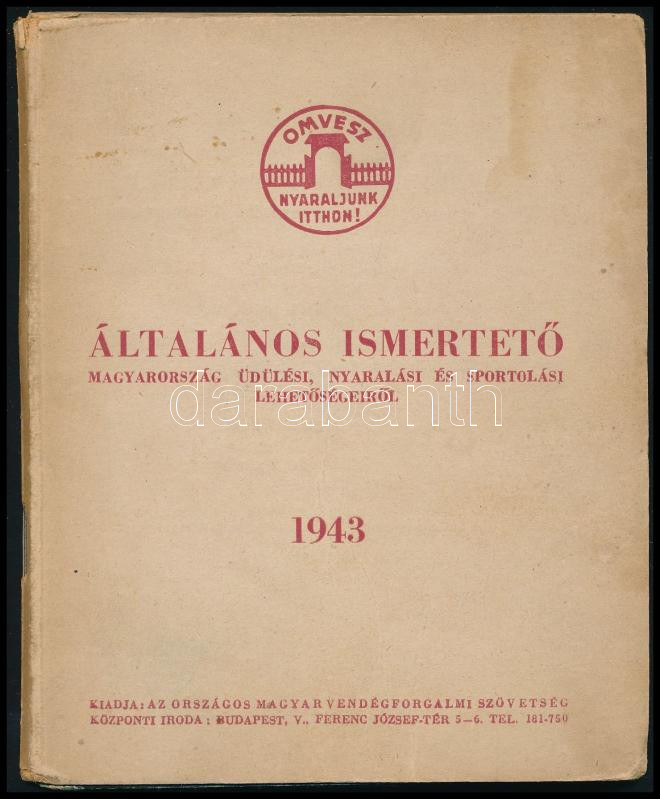 OMVESZ
NYARALJUNK
ITTHON!
ÁLTALÁNOS ISMERTETŐ
MAGYARORSZÁG ÜDÜLÉSI, NYARALÁSI ÉS SPORTOLÁSI
LEHETŐSÉGEIRŐL
darabanth
1943
KIADJA: AZ ORSZÁGOS MAGYAR VENDÉGFORGALMI SZÖVETSÉG
KÖZPONTI IRODA: BUDAPEST, V., FERENC JÓZSEF-TÉR 5–6. TEL. 181-750